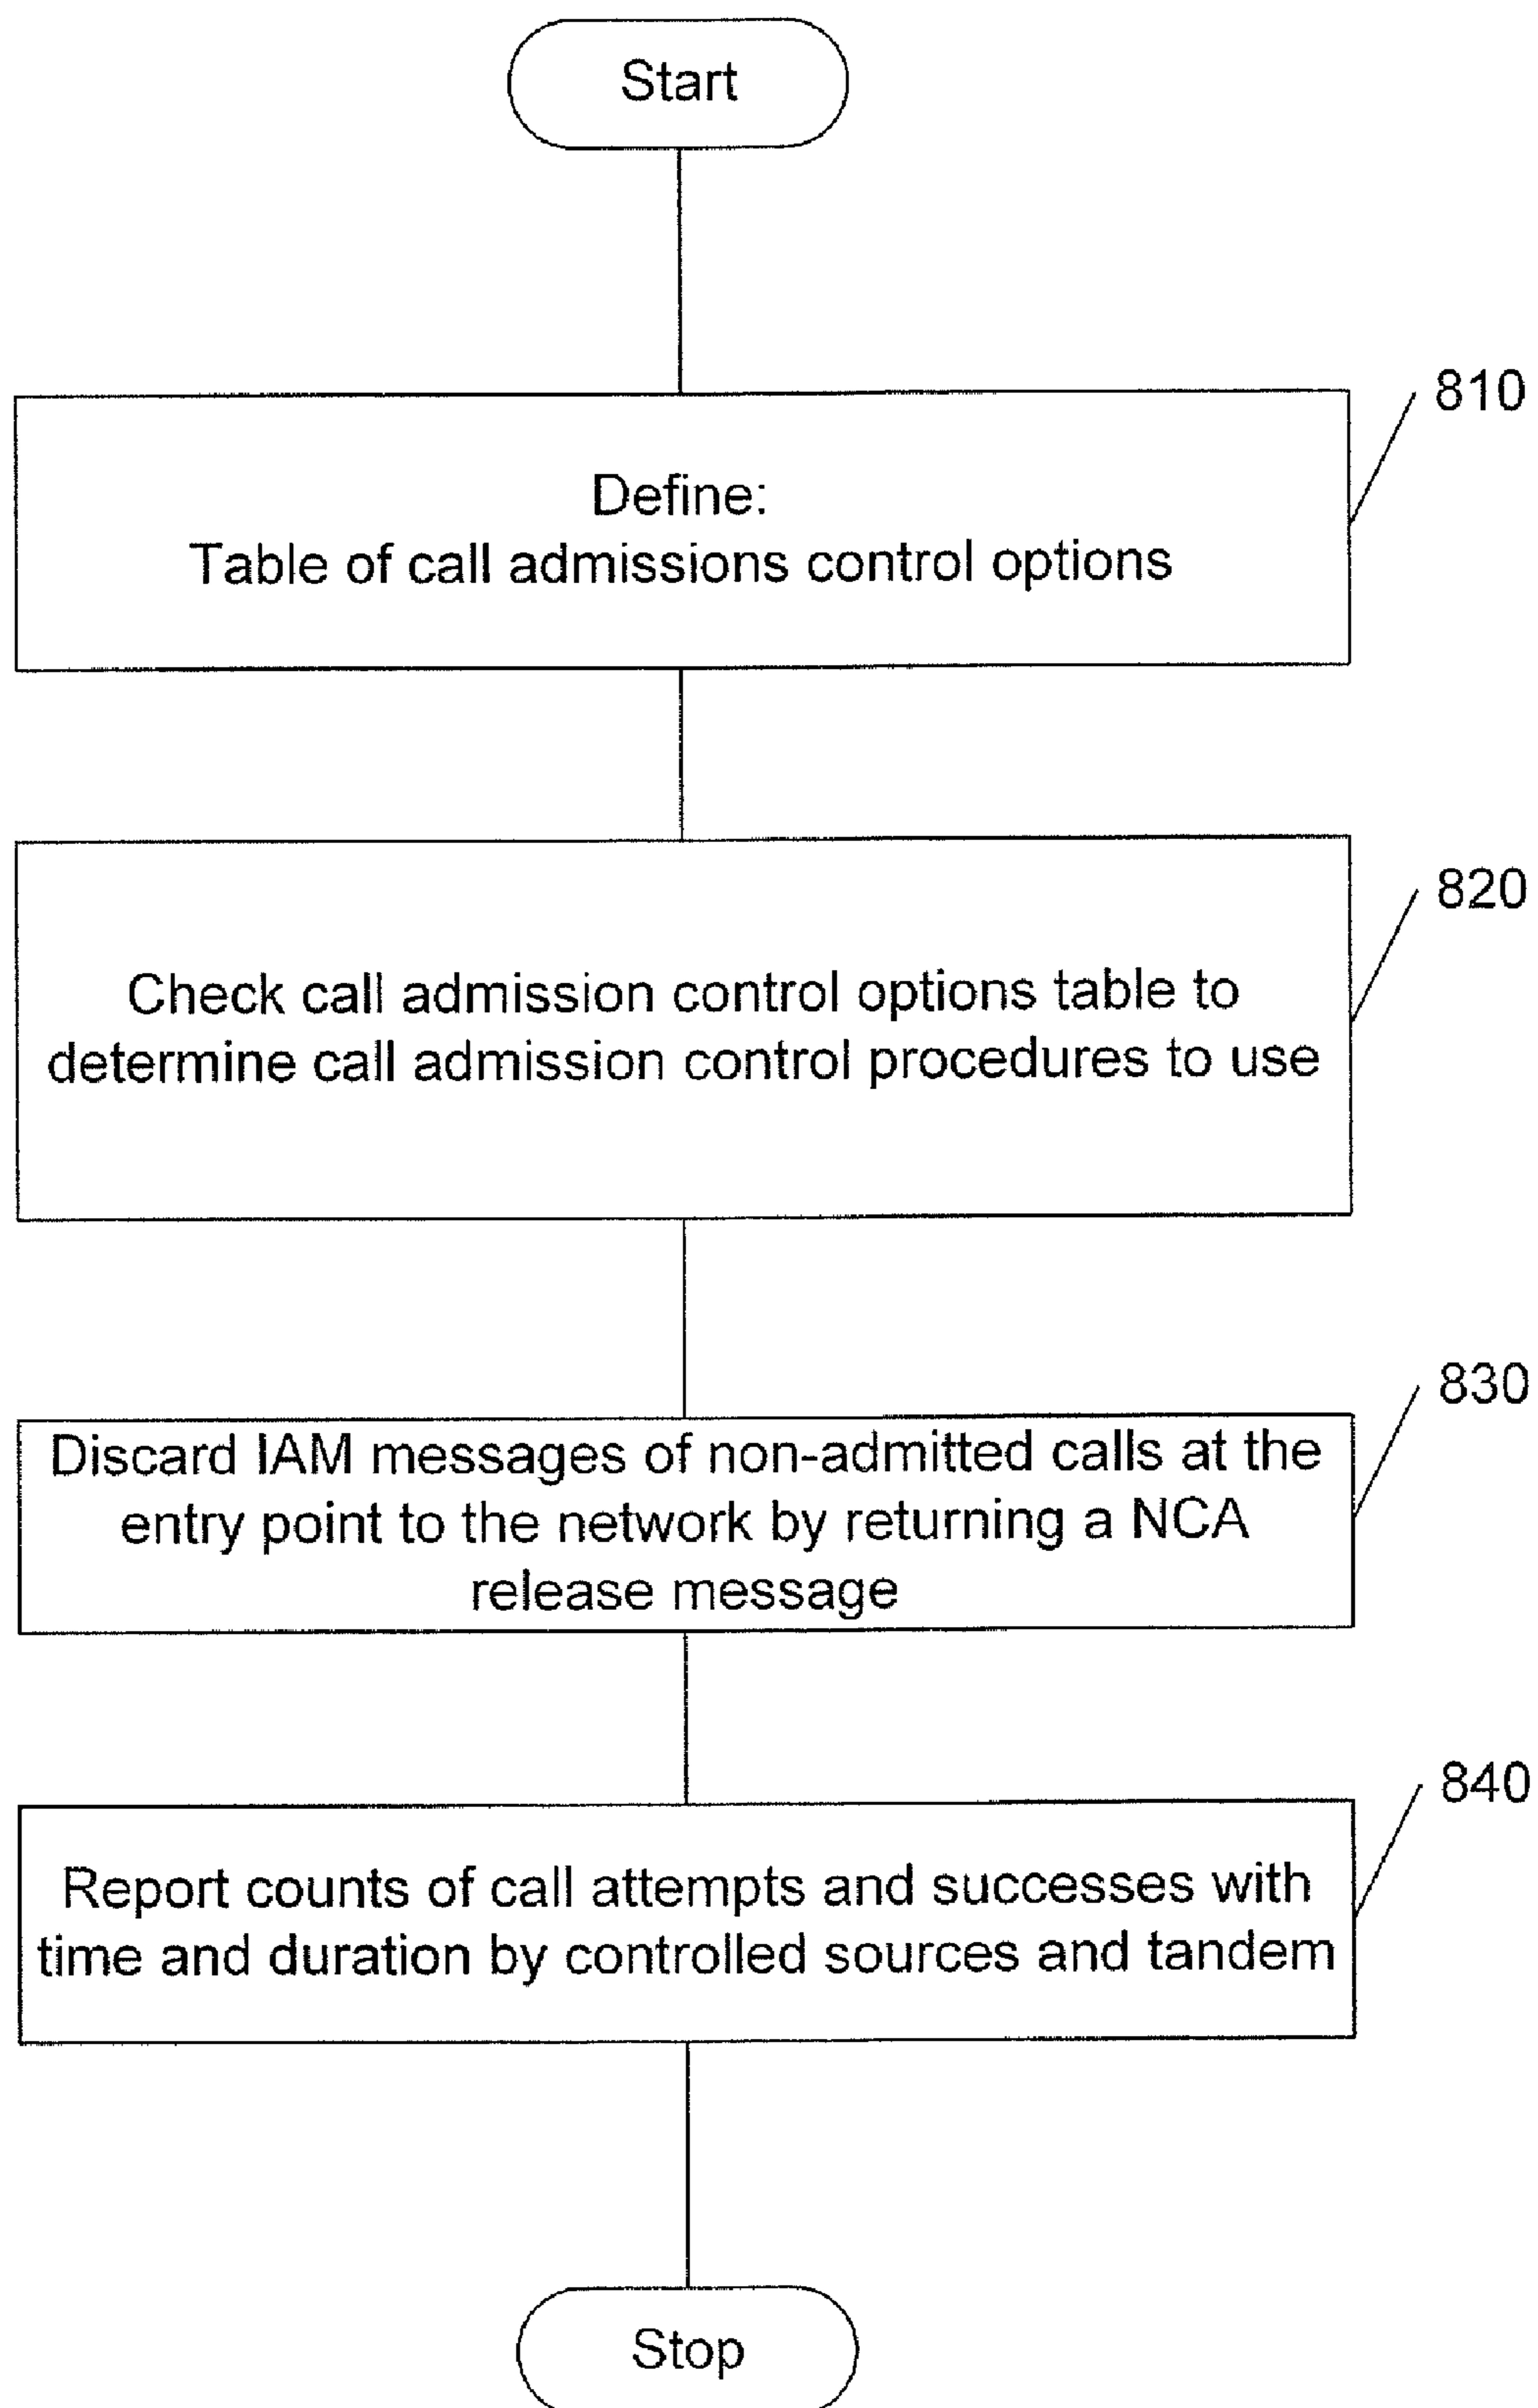 Start
810
Define:
Table of call admissions control options
820
Check call admission control options table to
determine call admission control procedures to use
830
Discard IAM messages of non-admitted calls at the
entry point to the network by returning a NCA
release message
840
Report counts of call attempts and successes with
time and duration by controlled sources and tandem
Stop